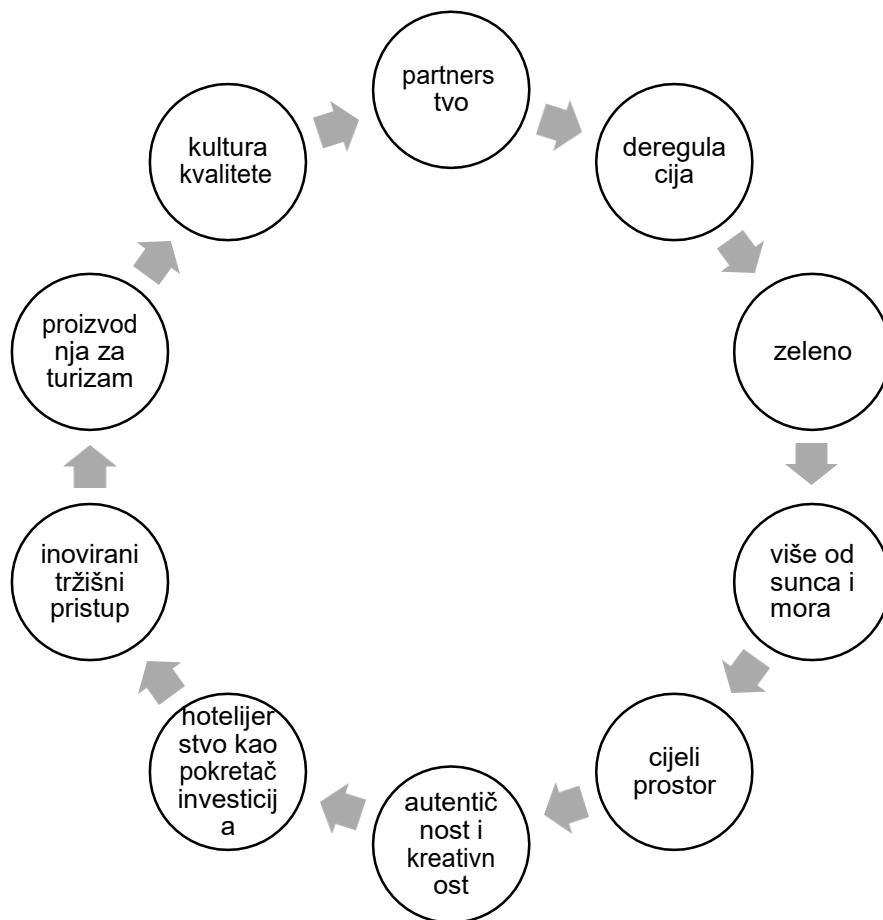 partners
tvo
deregula
cija
zeleno
više od
sunca i
mora
cijeli
prostor
autentič
nost i
kreativn
ost
hotelijer
stvo kao
pokretač
investicij
a
inovirani
tržišni
pristup
proizvod
nja za
turizam
kultura
kvalitete